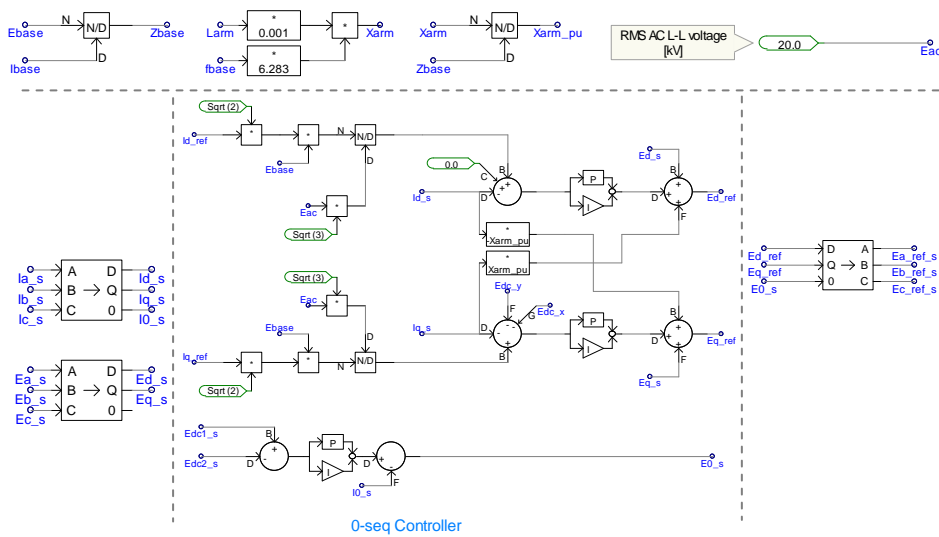 N
Ebase
N/D
Zbase
Ibase
D
Larm
*
0.001
*
Xarm
fbase
*
6.283
N
Xarm
N/D
Xarm_pu
Zbase
D
RMS AC L-L voltage
[kV]
20.0
Eac
Sqrt (2)
Id_ref
*
*
N
N/D
D
Ebase
Eac
*
Sqrt (3)
0.0
C
B
Id_s
D
-
+
+
P
I
D
Ed_s
B
+
+
+
F
Ed_ref
*
-Xarm_pu
*
Xarm_pu
Sqrt (3)
Eac
*
Ebase
D
Iq_ref
*
*
N
N/D
Sqrt (2)
Edc_y
F
Edc_x
G
Iq_s
D
-
-
-
+
B
P
I
D
B
+
+
+
F
Eq_ref
Eq_s
Ia_s
A
D
Id_s
Ib_s
B
Q
Iq_s
Ic_s
C
0
I0_s
Ea_s
A
D
Ed_s
Eb_s
B
Q
Eq_s
Ec_s
C
0
Ed_ref
D
A
Ea_ref_s
Eq_ref
Q
B
Eb_ref_s
E0_s
0
C
Ec_ref_s
Edc1_s
B
Edc2_s
D
-
+
P
I
D
+
-
F
I0_s
E0_s
0-seq Controller